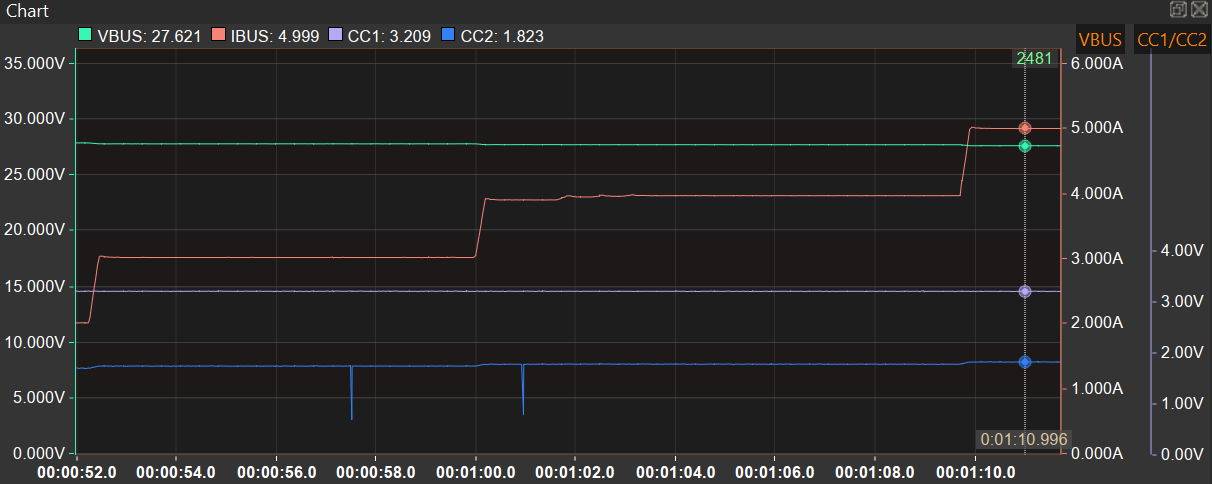 Chart
VBUS: 27.621 IBUS: 4.999 CC1: 3.209 CC2: 1.823
VBUS CC1/CC2
2481
35.000V
30.000V
25.000V
20.000V
15.000V
10.000V
5.000V
0.000V
6.000A
5.000A
4.000A
3.000A
2.000A
1.000A
0.000A
4.00V
3.00V
2.00V
1.00V
0.00V
0:01:10.996
00:00:52.0 00:00:54.0 00:00:56.0 00:00:58.0 00:01:00.0 00:01:02.0 00:01:04.0 00:01:06.0 00:01:08.0 00:01:10.0